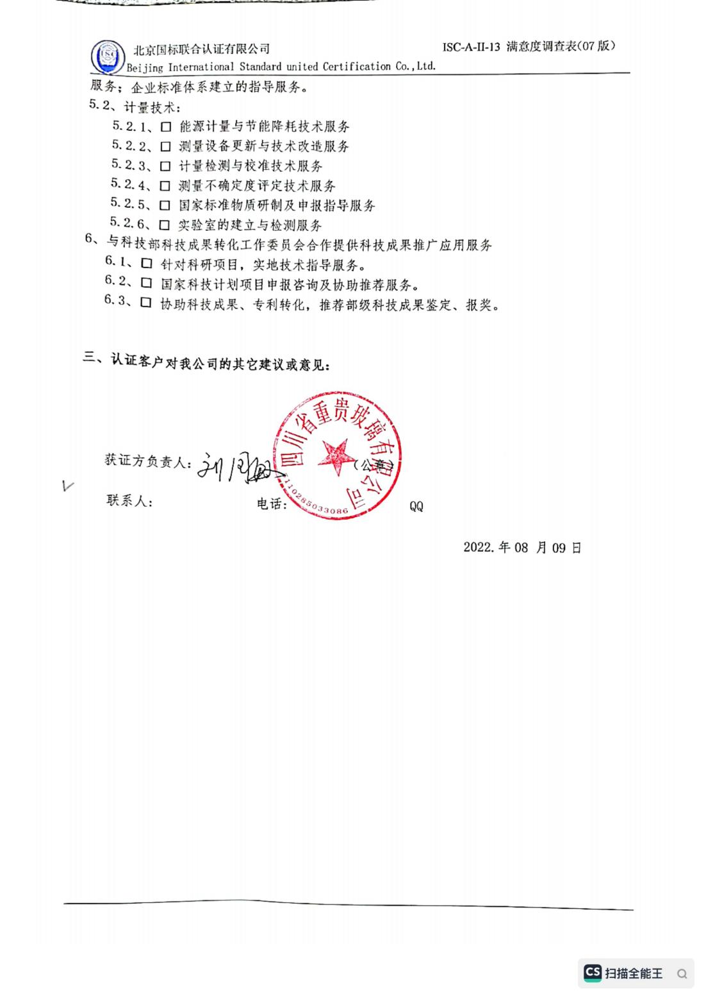 北京国标联合认证有限公司
ISC-A-II-13 满意度调查表(07 版)
ISC
Beijing International Standard united Certification Co.,Ltd.
服务; 企业标准体系建立的指导服务。
5.2、计量技术:
5.2.1、□ 能源计量与节能降耗技术服务
5.2.2、□ 测量设备更新与技术改造服务
5.2.3、□ 计量检测与校准技术服务
5.2.4、□ 测量不确定度评定技术服务
5.2.5、□ 国家标准物质研制及申报指导服务
5.2.6、□ 实验室的建立与检测服务
6、与科技部科技成果转化工作委员会合作提供科技成果推广应用服务
6.1、□ 针对科研项目, 实地技术指导服务。
6.2、□ 国家科技计划项目申报咨询及协助推荐服务。
6.3、□ 协助科技成果、专利转化, 推荐部级科技成果鉴定、报奖。
三、认证客户对我公司的其它建议或意见:
四川省重贵玻璃有限公司
获证方负责人: (公章)
5110285033086
联系人: 电话: QQ
2022.年 08 月 09 日
CS 扫描全能王